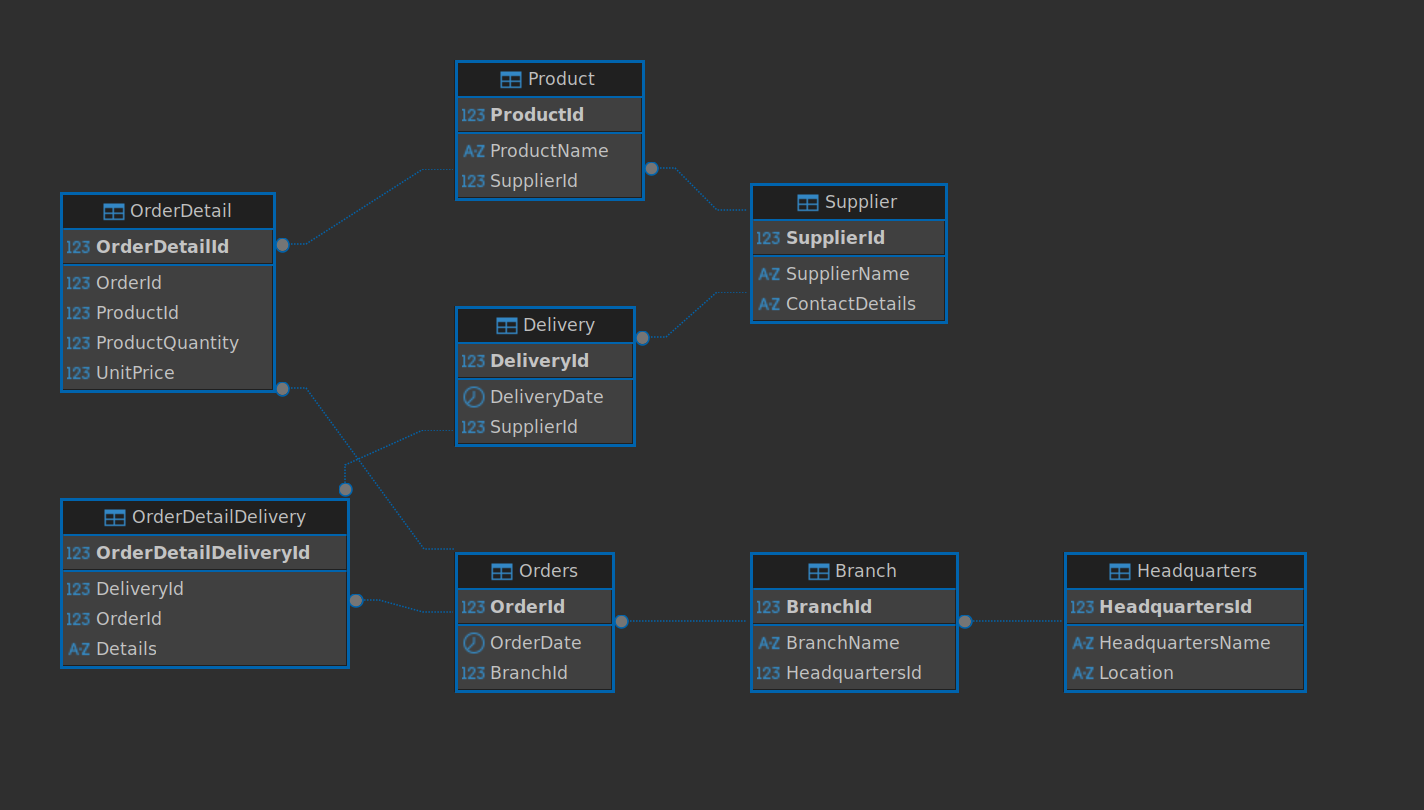 Product
123 ProductId
A-Z ProductName
123 SupplierId
OrderDetail
123 OrderDetailId
123 OrderId
123 ProductId
123 ProductQuantity
123 UnitPrice
Supplier
123 SupplierId
A-Z SupplierName
A-Z ContactDetails
Delivery
123 DeliveryId
DeliveryDate
123 SupplierId
OrderDetailDelivery
123 OrderDetailDeliveryId
123 DeliveryId
123 OrderId
A-Z Details
Orders
123 OrderId
OrderDate
123 BranchId
Branch
123 BranchId
A-Z BranchName
123 HeadquartersId
Headquarters
123 HeadquartersId
A-Z HeadquartersName
A-Z Location